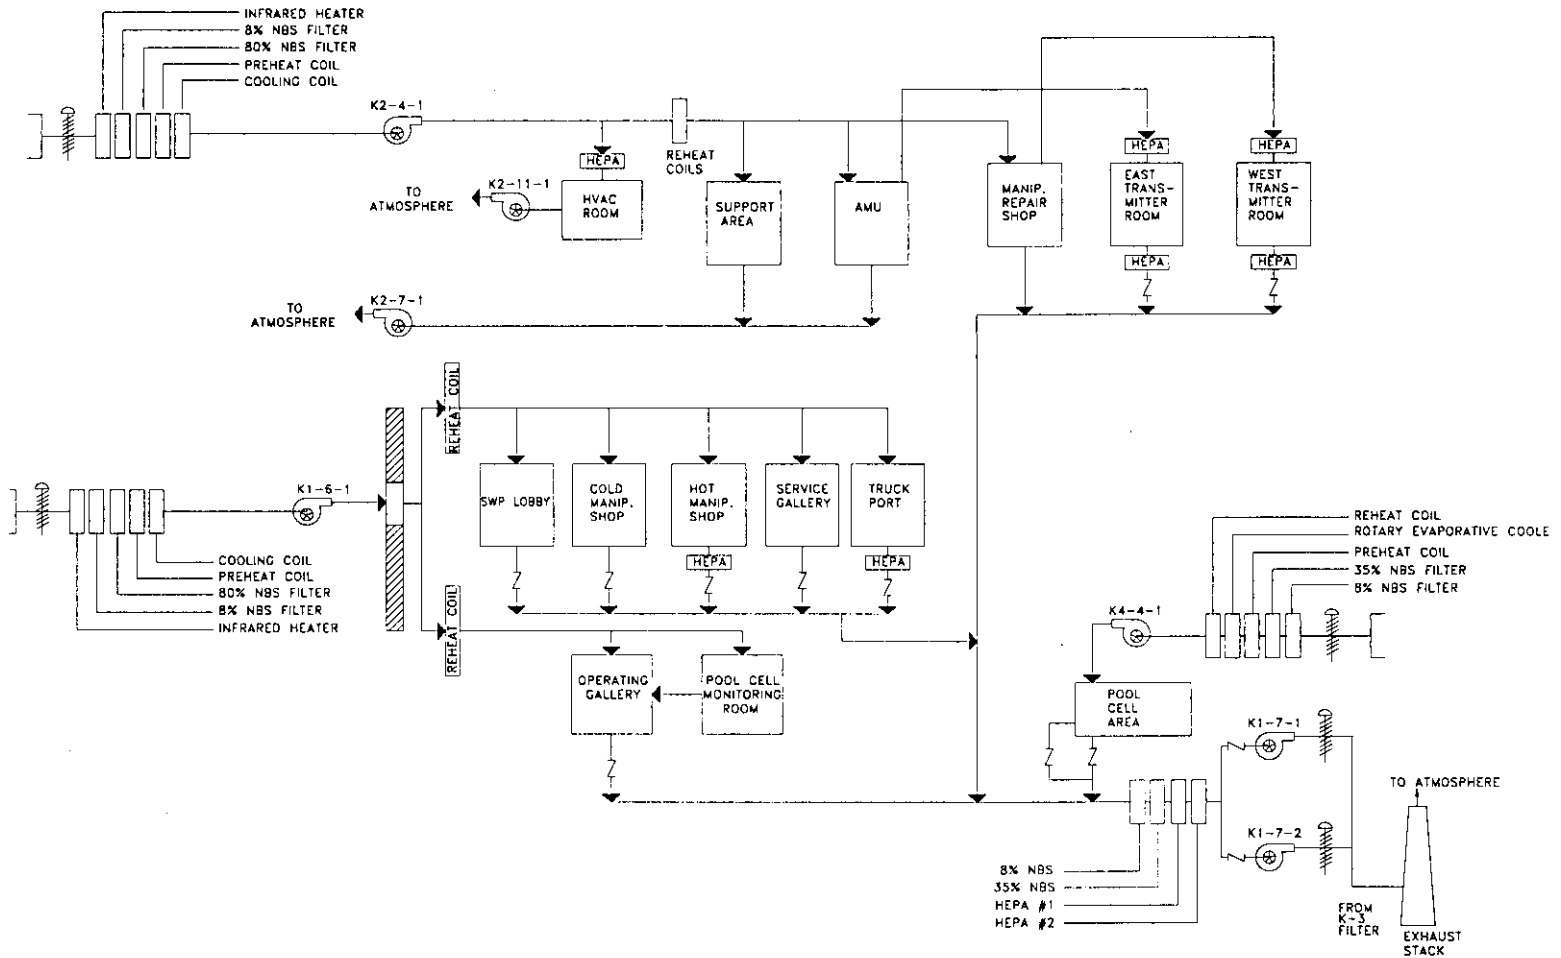 INFRARED HEATER
8% NBS FILTER
80% NBS FILTER
PREHEAT COIL
COOLING COIL
K2-4-1
HEPA
REHEAT
COILS
HEPA
HEPA
TO
ATMOSPHERE
K2-11-1
HVAC
ROOM
SUPPORT
AREA
AMU
MANIP.
REPAIR
SHOP
EAST
TRANS-
MITTER
ROOM
WEST
TRANS-
MITTER
ROOM
HEPA
HEPA
TO
ATMOSPHERE
K2-7-1
REHEAT COIL
K1-6-1
SWP LOBBY
COLD
MANIP.
SHOP
HOT
MANIP.
SHOP
SERVICE
GALLERY
TRUCK
PORT
HEPA
HEPA
COOLING COIL
PREHEAT COIL
80% NBS FILTER
8% NBS FILTER
INFRARED HEATER
REHEAT COIL
OPERATING
GALLERY
POOL CELL
MONITORING
ROOM
REHEAT COIL
ROTARY EVAPORATIVE COOLE
PREHEAT COIL
35% NBS FILTER
8% NBS FILTER
K4-4-1
POOL
CELL
AREA
K1-7-1
K1-7-2
TO ATMOSPHERE
8% NBS
35% NBS
HEPA #1
HEPA #2
FROM
K-3
FILTER
EXHAUST
STACK